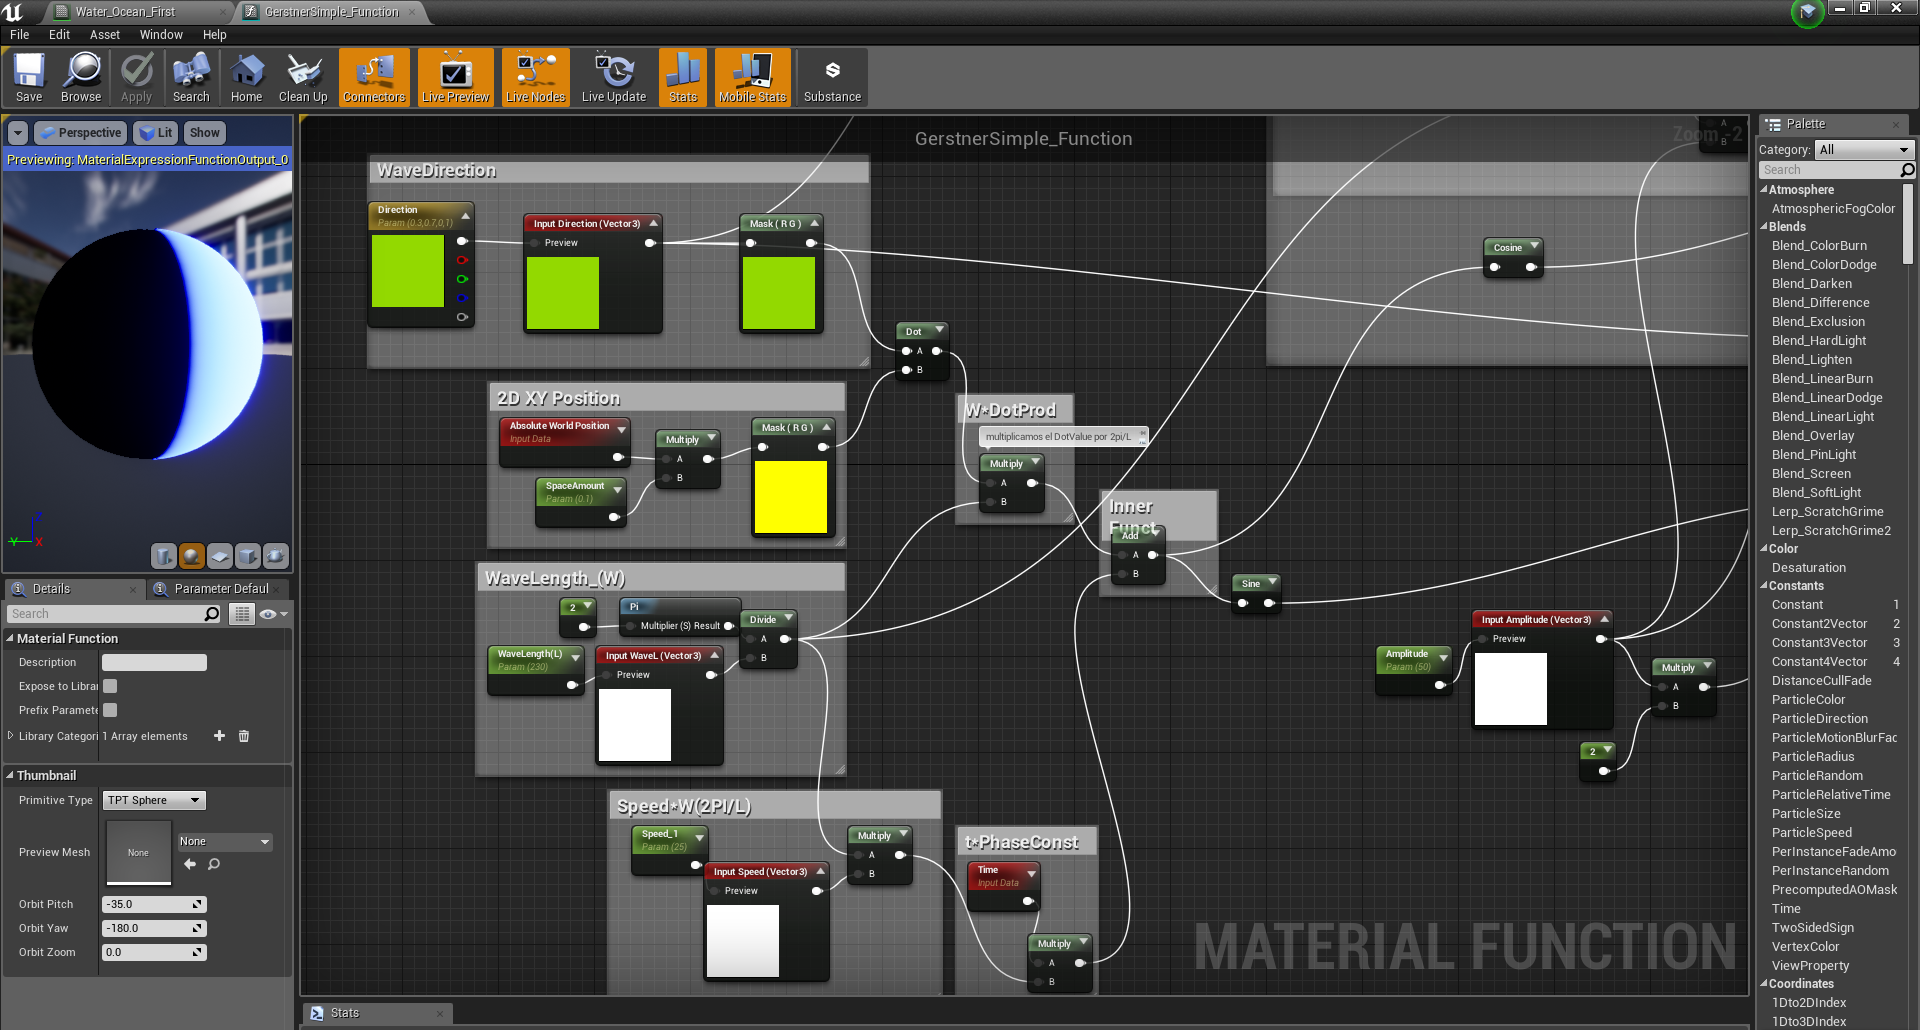 Water_Ocean_First
GerstnerSimple_Function
File Edit Asset Window Help
Save Browse Apply Search Home Clean Up Connectors Live Preview Live Nodes Live Update Stats Mobile Stats Substance
Perspective Lit Show
Previewing: MaterialExpressionFunctionOutput_0
Z
Y X
Details
Parameter Defaul
Search
Material Function
Description
Expose to Librar
Prefix Paramete
Library Categori 1 Array elements
Thumbnail
Primitive Type TPT Sphere
Preview Mesh None None
Orbit Pitch -35.0
Orbit Yaw -180.0
Orbit Zoom 0.0
GerstnerSimple_Function
Zoom -2
WaveDirection
Direction
Param (0.3,0.7,0,1)
Input Direction (Vector3)
Preview
Mask ( R G )
Dot
A
B
2D XY Position
Absolute World Position
Input Data
SpaceAmount
Param (0.1)
Multiply
A
B
Mask ( R G )
W*DotProd
multiplicamos el DotValue por 2pi/L
Multiply
A
B
Inner Funct
Add
A
B
Sine
Cosine
A
B
WaveLength_(W)
2
Pi
Multiplier (S) Result
Divide
A
B
WaveLength(L)
Param (230)
Input WaveL (Vector3)
Preview
Speed*W(2PI/L)
Speed_1
Param (25)
Input Speed (Vector3)
Preview
Multiply
A
B
t*PhaseConst
Time
Input Data
Multiply
A
B
Amplitude
Param (50)
Input Amplitude (Vector3)
Preview
Multiply
A
B
2
MATERIAL FUNCTION
Stats
Palette
Category: All
Search
Atmosphere
AtmosphericFogColor
Blends
Blend_ColorBurn
Blend_ColorDodge
Blend_Darken
Blend_Difference
Blend_Exclusion
Blend_HardLight
Blend_Lighten
Blend_LinearBurn
Blend_LinearDodge
Blend_LinearLight
Blend_Overlay
Blend_PinLight
Blend_Screen
Blend_SoftLight
Lerp_ScratchGrime
Lerp_ScratchGrime2
Color
Desaturation
Constants
Constant 1
Constant2Vector 2
Constant3Vector 3
Constant4Vector 4
DistanceCullFade
ParticleColor
ParticleDirection
ParticleMotionBlurFac
ParticleRadius
ParticleRandom
ParticleRelativeTime
ParticleSize
ParticleSpeed
PerInstanceFadeAmo
PerInstanceRandom
PrecomputedAOMask
Time
TwoSidedSign
VertexColor
ViewProperty
Coordinates
1Dto2DIndex
1Dto3DIndex